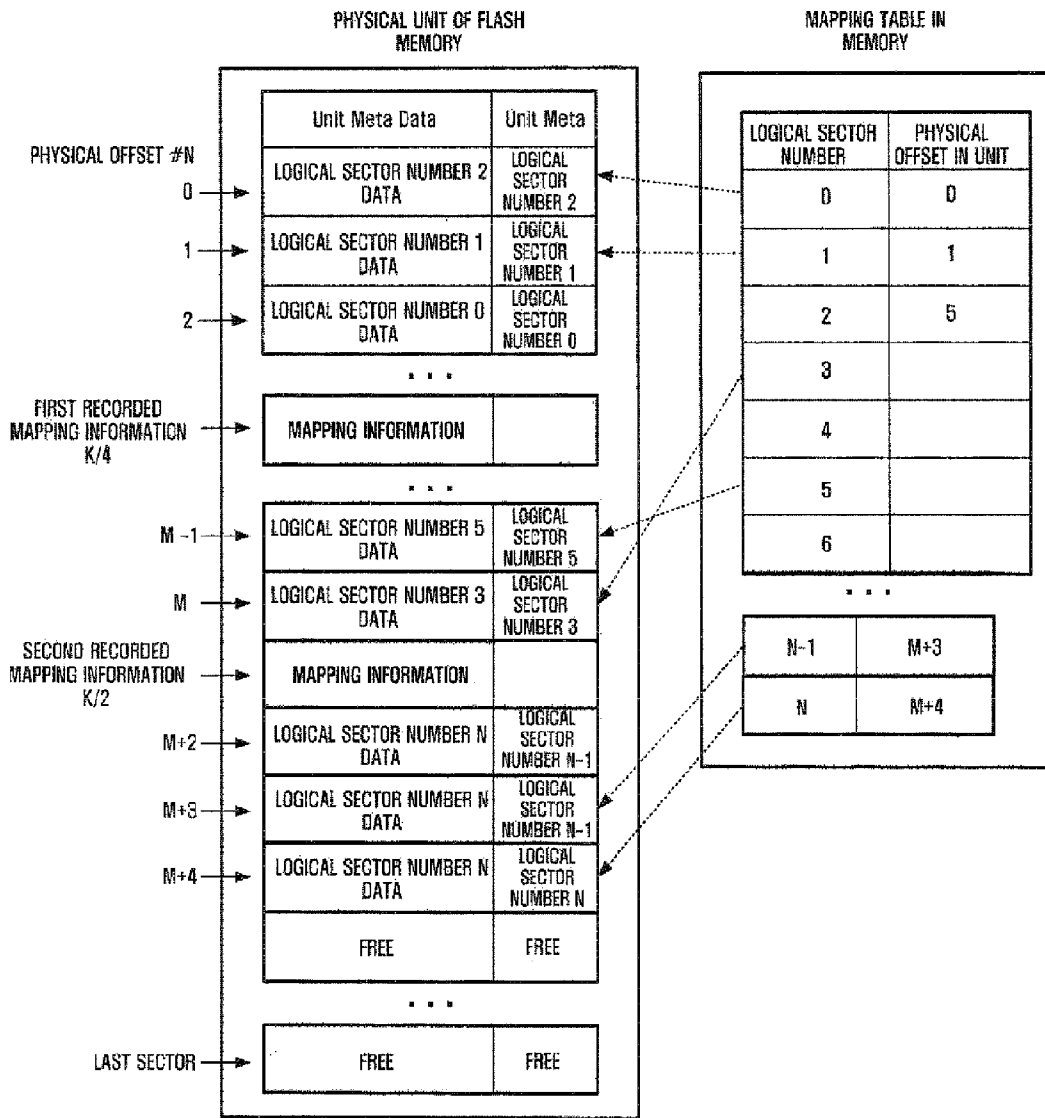 PHYSICAL UNIT OF FLASH
MEMORY
MAPPING TABLE IN
MEMORY
Unit Meta Data
Unit Meta
PHYSICAL OFFSET #N
0
LOGICAL SECTOR NUMBER 2
DATA
LOGICAL
SECTOR
NUMBER 2
1
LOGICAL SECTOR NUMBER 1
DATA
LOGICAL
SECTOR
NUMBER 1
2
LOGICAL SECTOR NUMBER 0
DATA
LOGICAL
SECTOR
NUMBER 0
. . .
FIRST RECORDED
MAPPING INFORMATION
K/4
MAPPING INFORMATION
. . .
M-1
LOGICAL SECTOR NUMBER 5
DATA
LOGICAL
SECTOR
NUMBER 5
M
LOGICAL SECTOR NUMBER 3
DATA
LOGICAL
SECTOR
NUMBER 3
SECOND RECORDED
MAPPING INFORMATION
K/2
MAPPING INFORMATION
M+2
LOGICAL SECTOR NUMBER N
DATA
LOGICAL
SECTOR
NUMBER N-1
M+3
LOGICAL SECTOR NUMBER N
DATA
LOGICAL
SECTOR
NUMBER N-1
M+4
LOGICAL SECTOR NUMBER N
DATA
LOGICAL
SECTOR
NUMBER N
FREE
FREE
. . .
LAST SECTOR
FREE
FREE
LOGICAL SECTOR
NUMBER
PHYSICAL
OFFSET IN UNIT
0 0
1 1
2 5
3
4
5
6
. . .
N-1 M+3
N M+4